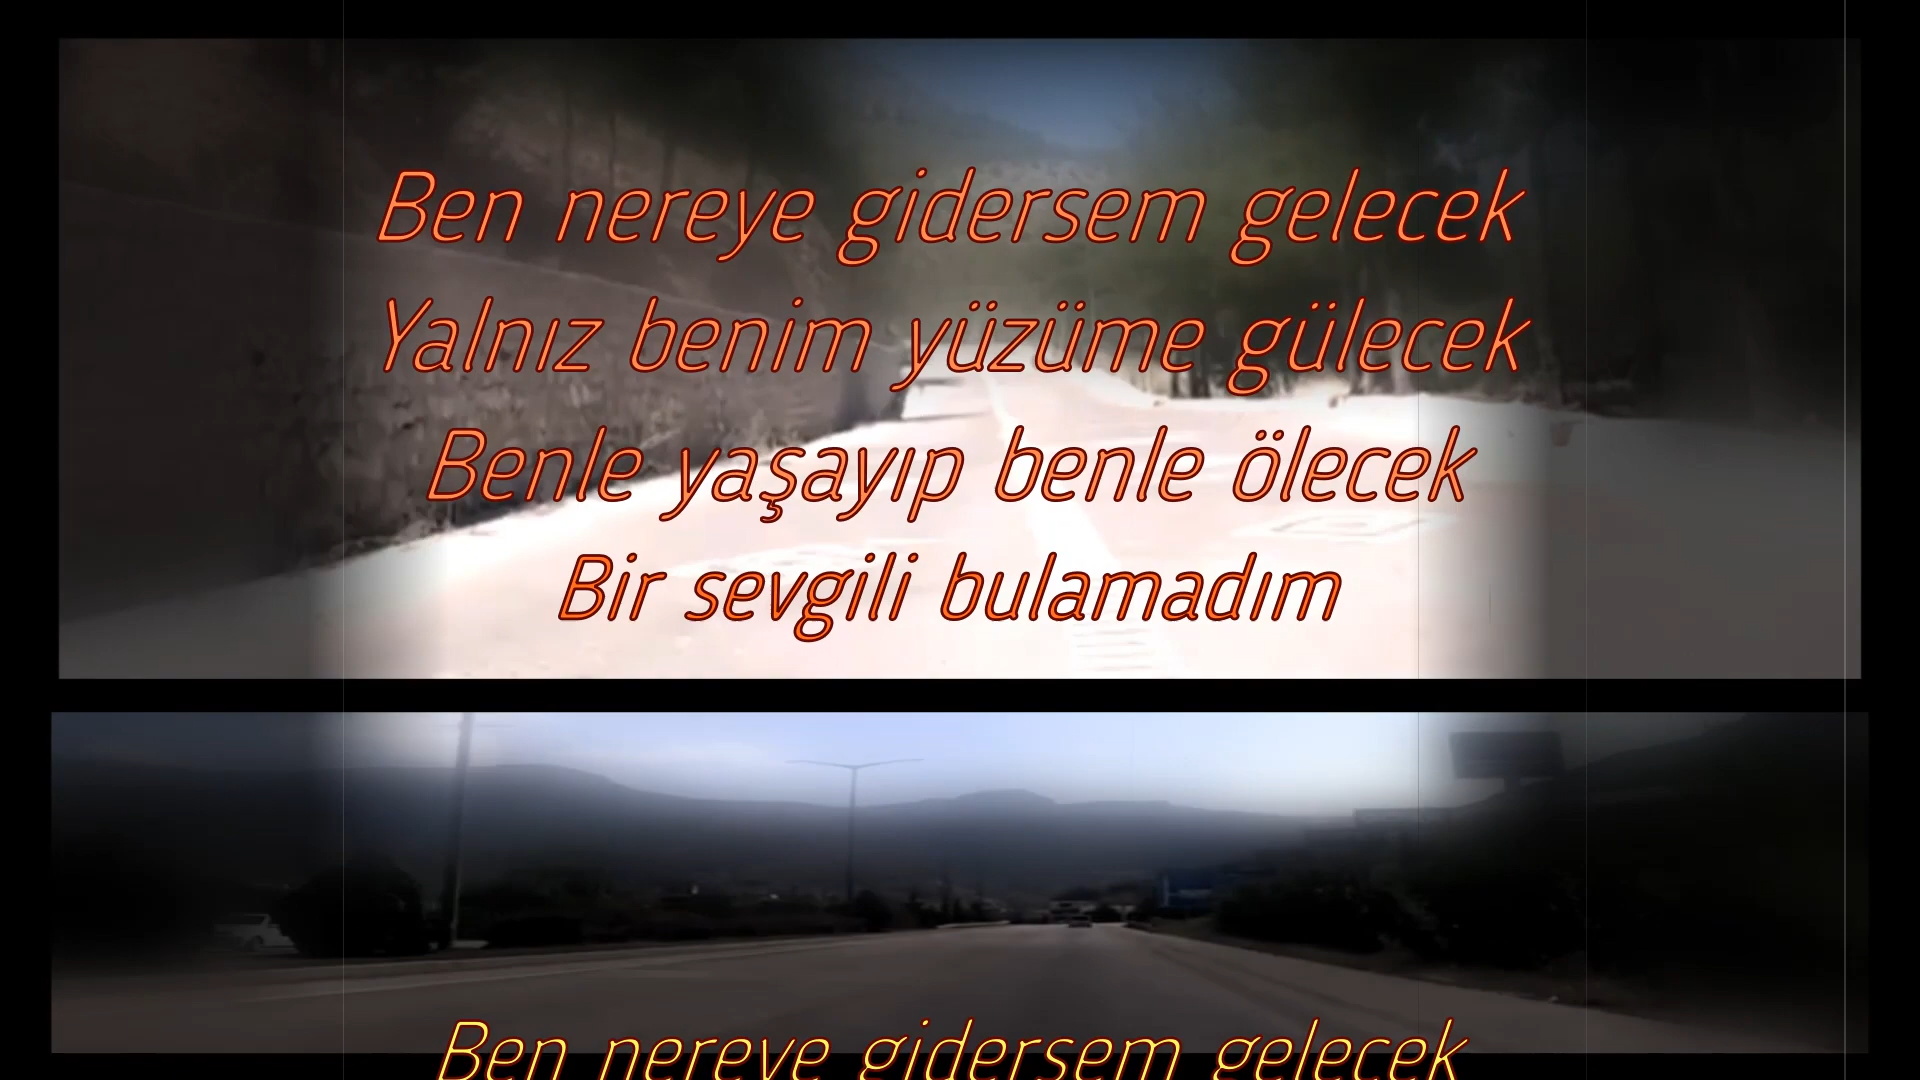 Ben nereye gidersem gelecek
Yalnız benim yüzüme gülecek
Benle yaşayıp benle ölecek
Bir sevgili bulamadım
Ben nereye gidersem gelecek